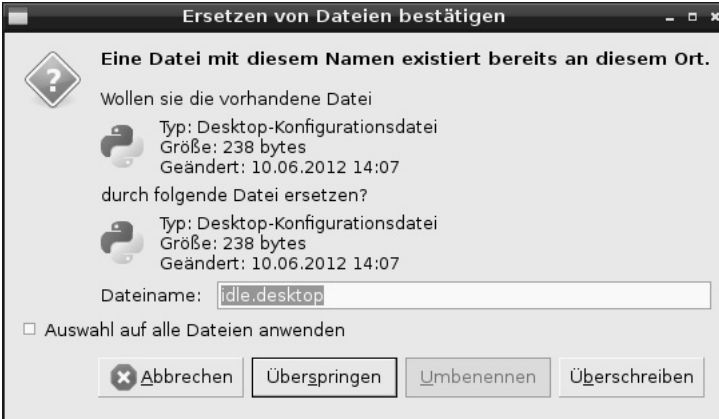 Ersetzen von Dateien bestätigen
Eine Datei mit diesem Namen existiert bereits an diesem Ort.
Wollen sie die vorhandene Datei
Typ: Desktop-Konfigurationsdatei
Größe: 238 bytes
Geändert: 10.06.2012 14:07
durch folgende Datei ersetzen?
Typ: Desktop-Konfigurationsdatei
Größe: 238 bytes
Geändert: 10.06.2012 14:07
Dateiname: idle.desktop
Auswahl auf alle Dateien anwenden
Abbrechen Überspringen Umbenennen Überschreiben